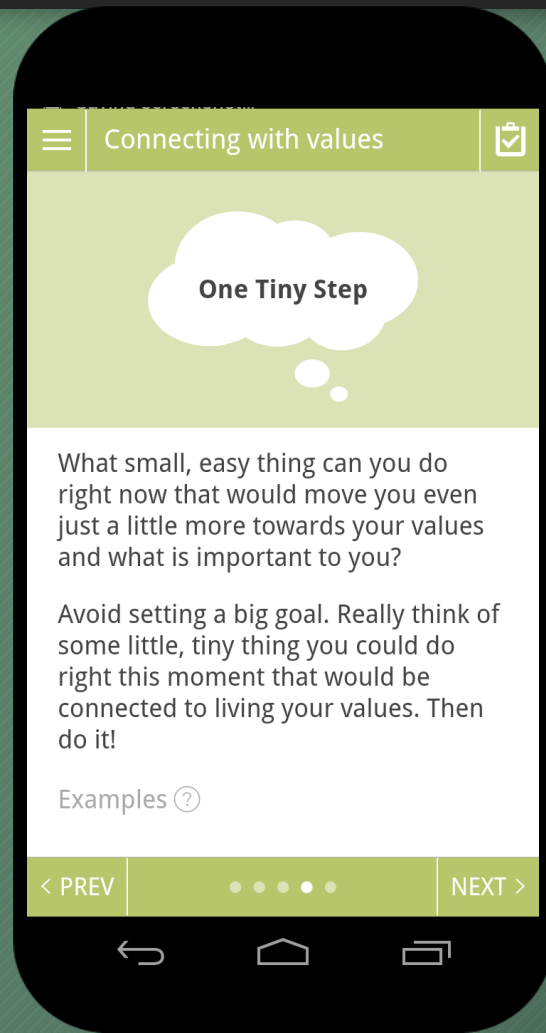 Connecting with values
One Tiny Step
What small, easy thing can you do
right now that would move you even
just a little more towards your values
and what is important to you?
Avoid setting a big goal. Really think of
some little, tiny thing you could do
right this moment that would be
connected to living your values. Then
do it!
Examples ?
< PREV
NEXT >